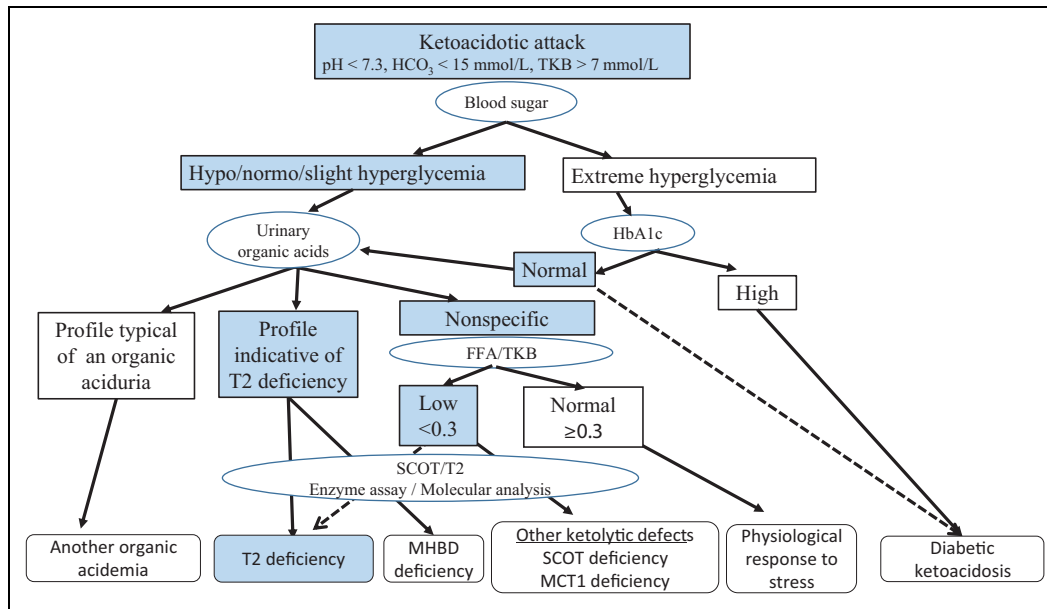 Ketoacidotic attack
pH < 7.3, HCO₃ < 15 mmol/L, TKB > 7 mmol/L
Blood sugar
Hypo/normo/slight hyperglycemia
Extreme hyperglycemia
Urinary
organic acids
HbA1c
Normal
High
Profile typical
of an organic
aciduria
Profile
indicative of
T2 deficiency
Nonspecific
FFA/TKB
Low
<0.3
Normal
≥0.3
SCOT/T2
Enzyme assay / Molecular analysis
Another organic
acidemia
T2 deficiency
MHBD
deficiency
Other ketolytic defects
SCOT deficiency
MCT1 deficiency
Physiological
response to
stress
Diabetic
ketoacidosis